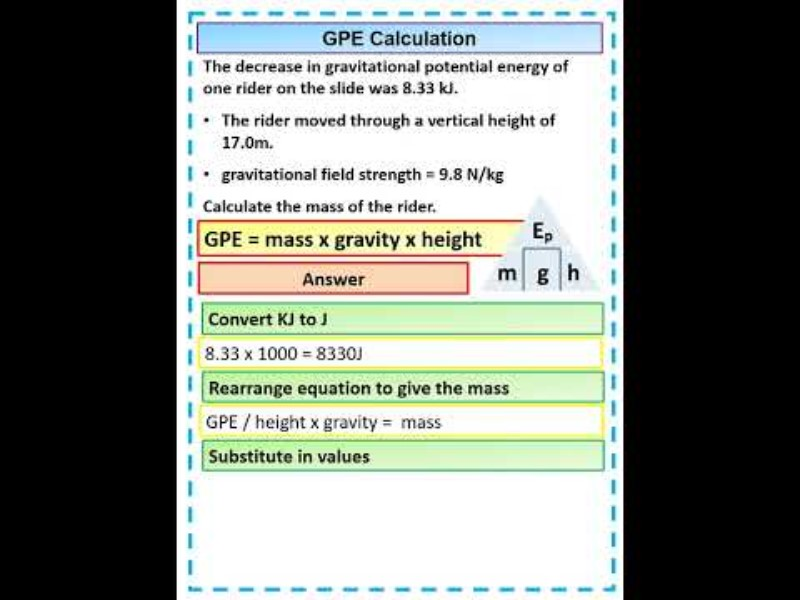 GPE Calculation
The decrease in gravitational potential energy of
one rider on the slide was 8.33 kJ.
• The rider moved through a vertical height of
17.0m.
• gravitational field strength = 9.8 N/kg
Calculate the mass of the rider.
GPE = mass x gravity x height
Ep
m g h
Answer
Convert KJ to J
8.33 x 1000 = 8330J
Rearrange equation to give the mass
GPE / height x gravity = mass
Substitute in values